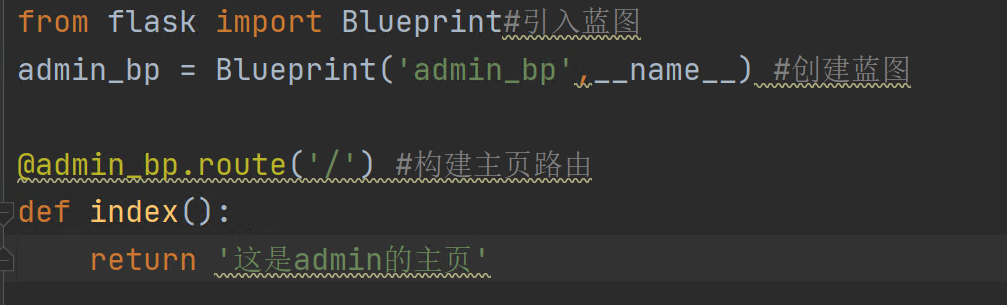 from flask import Blueprint#引入蓝图
admin_bp = Blueprint('admin_bp',__name__) #创建蓝图
@admin_bp.route('/') #构建主页路由
def index():
    return '这是admin的主页'